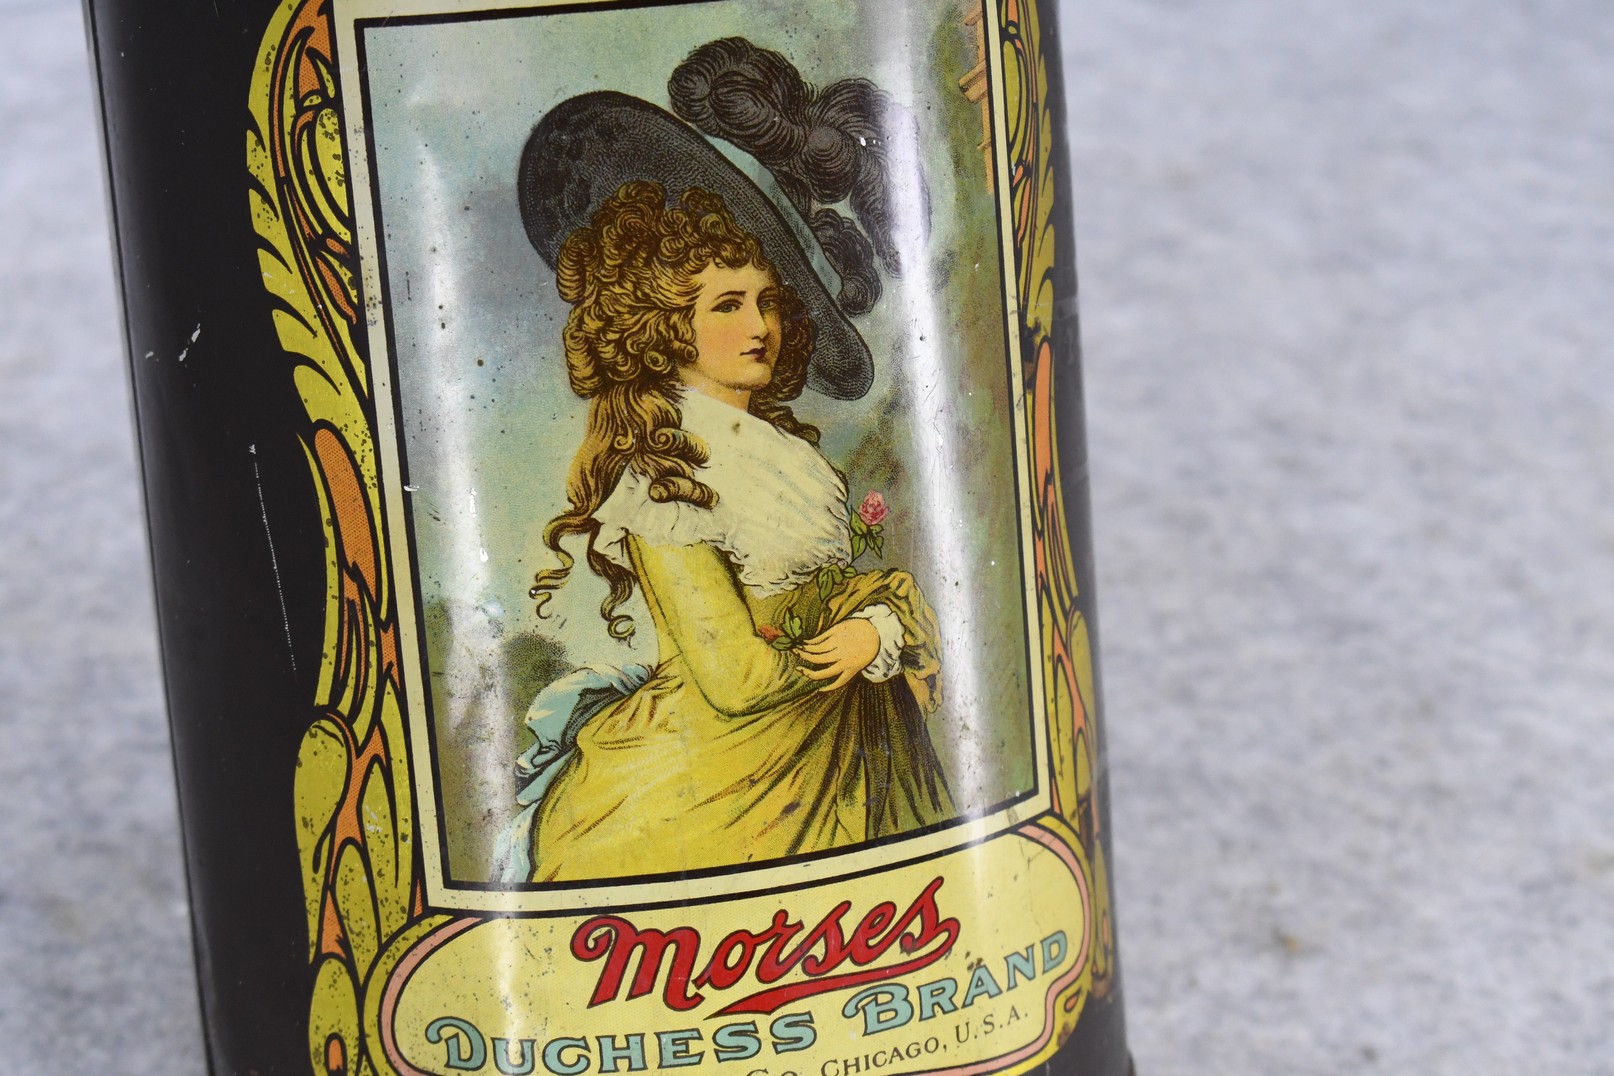 Morses
DUCHESS BRAND
Co. CHICAGO, U.S.A.